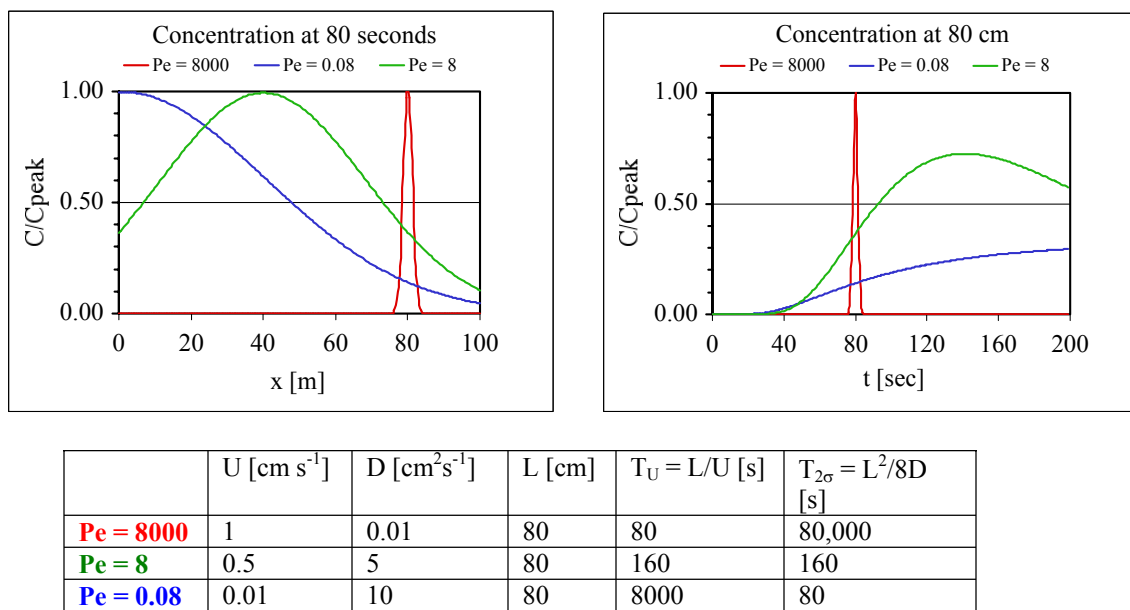 Concentration at 80 seconds
Pe = 8000 Pe = 0.08 Pe = 8
1.00
0.50
0.00
C/Cpeak
0 20 40 60 80 100
x [m]
Concentration at 80 cm
Pe = 8000 Pe = 0.08 Pe = 8
1.00
0.50
0.00
C/Cpeak
0 40 80 120 160 200
t [sec]
U [cm s⁻¹] D [cm²s⁻¹] L [cm] T_U = L/U [s] T_2σ = L²/8D
[s]
Pe = 8000 1 0.01 80 80 80,000
Pe = 8 0.5 5 80 160 160
Pe = 0.08 0.01 10 80 8000 80